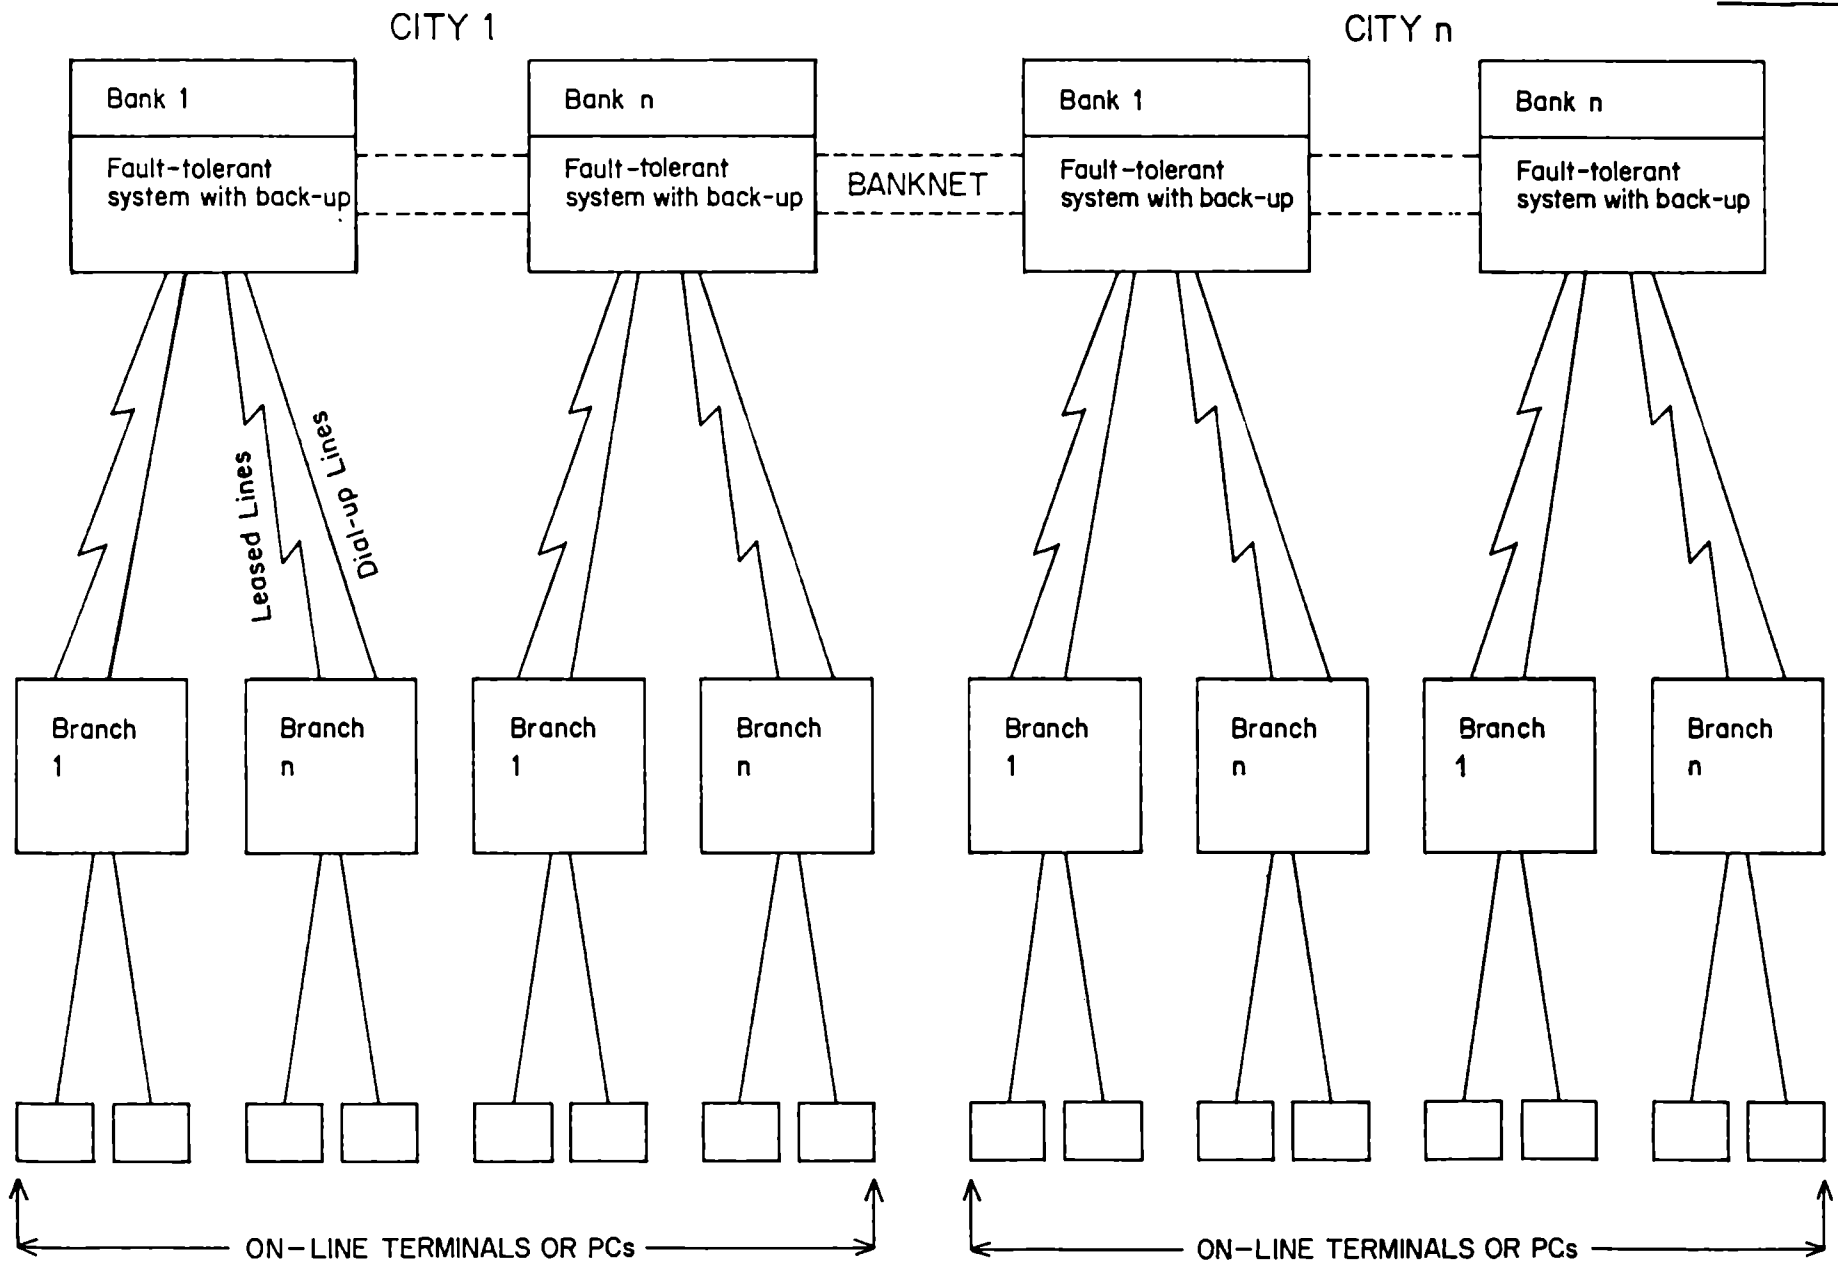 CITY 1
CITY n
Bank 1
Fault-tolerant
system with back-up
Bank n
Fault-tolerant
system with back-up
BANKNET
Bank 1
Fault-tolerant
system with back-up
Bank n
Fault-tolerant
system with back-up
Leased Lines
Dial-up Lines
Branch
1
Branch
n
Branch
1
Branch
n
Branch
1
Branch
n
Branch
1
Branch
n
ON-LINE TERMINALS OR PCs
ON-LINE TERMINALS OR PCs